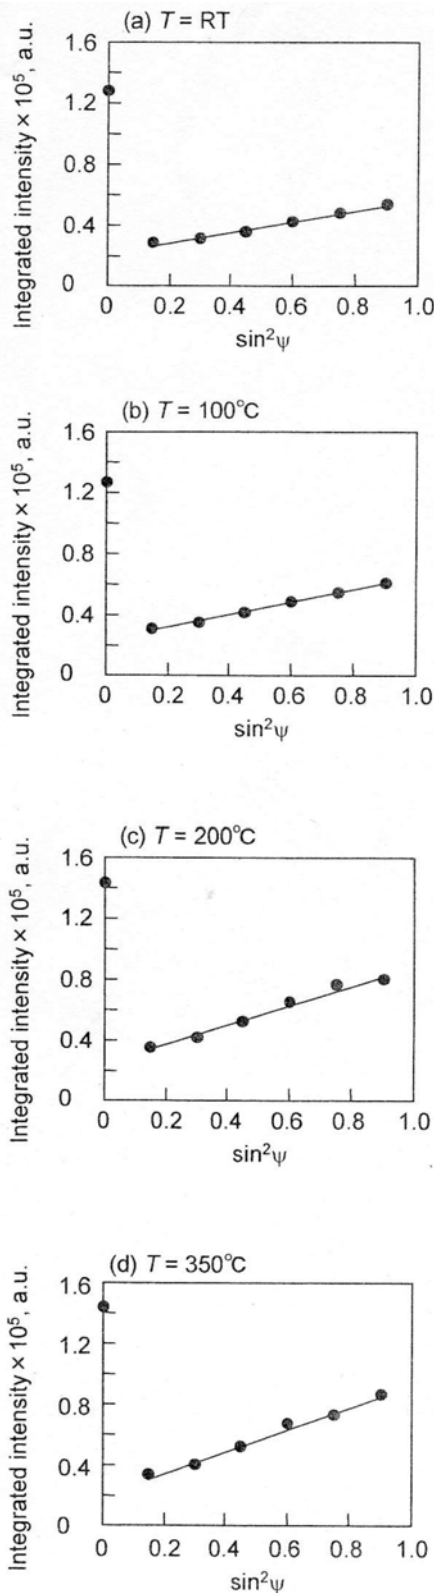 (a) T = RT
Integrated intensity × 10⁵, a.u.
1.6
1.2
0.8
0.4
0
0 0.2 0.4 0.6 0.8 1.0
sin²ψ
(b) T = 100°C
Integrated intensity × 10⁵, a.u.
1.6
1.2
0.8
0.4
0
0.2 0.4 0.6 0.8 1.0
sin²ψ
(c) T = 200°C
Integrated intensity × 10⁵, a.u.
1.6
1.2
0.8
0.4
0
0 0.2 0.4 0.6 0.8 1.0
sin²ψ
(d) T = 350°C
Integrated intensity × 10⁵, a.u.
1.6
1.2
0.8
0.4
0
0 0.2 0.4 0.6 0.8 1.0
sin²ψ